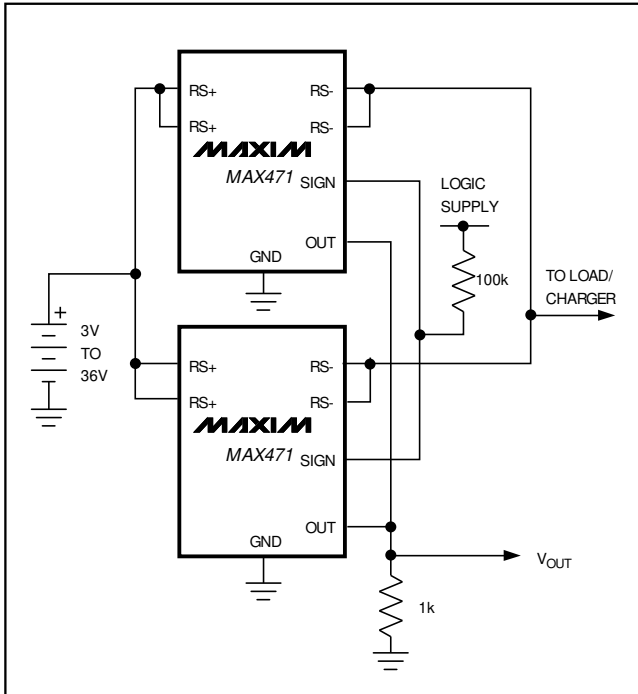 RS+
RS-
RS+
RS-
MAXIM
MAX471
SIGN
OUT
GND
LOGIC
SUPPLY
100k
TO LOAD/
CHARGER
+
3V
TO
36V
RS+
RS-
RS+
RS-
MAXIM
MAX471
SIGN
OUT
GND
VOUT
1k